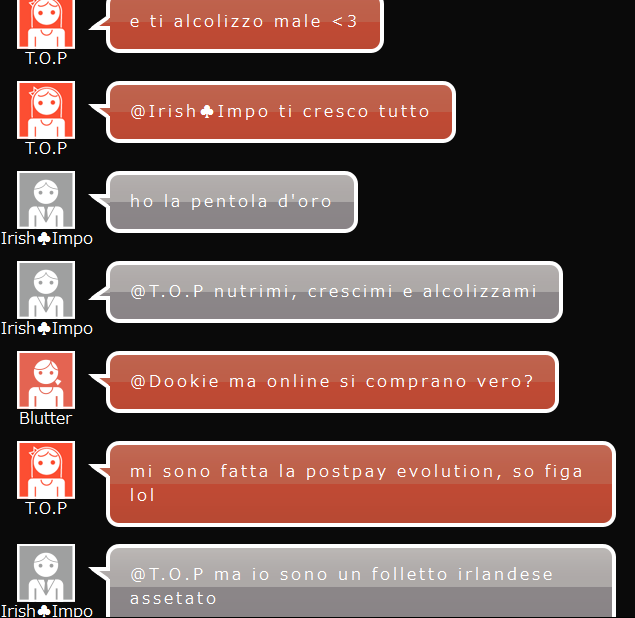 e ti alcolizzo male <3
T.O.P
@Irish♣Impo ti cresco tutto
T.O.P
ho la pentola d'oro
Irish♣Impo
@T.O.P nutrimi, crescimi e alcolizzami
Irish♣Impo
@Dookie ma online si comprano vero?
Blutter
mi sono fatta la postpay evolution, so figa
lol
T.O.P
@T.O.P ma io sono un folletto irlandese
assetato
Irish♣Impo